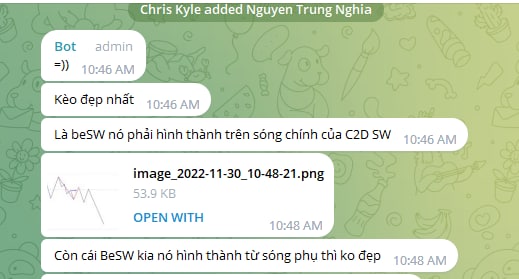 Chris Kyle added Nguyen Trung Nghia
Bot admin
=)) 10:46 AM
Kèo đẹp nhất 10:46 AM
Là beSW nó phải hình thành trên sóng chính của C2D SW 10:46 AM
image_2022-11-30_10-48-21.png
53.9 KB
OPEN WITH
10:48 AM
Còn cái BeSW kia nó hình thành từ sóng phụ thì ko đẹp 10:48 AM